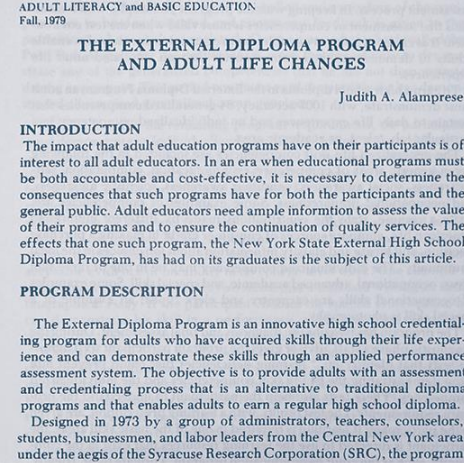 ADULT LITERACY and BASIC EDUCATION
Fall, 1979
THE EXTERNAL DIPLOMA PROGRAM
AND ADULT LIFE CHANGES
Judith A. Alamprese
INTRODUCTION
The impact that adult education programs have on their participants is of
interest to all adult educators. In an era when educational programs must
be both accountable and cost-effective, it is necessary to determine the
consequences that such programs have for both the participants and the
general public. Adult educators need ample informtion to assess the value
of their programs and to ensure the continuation of quality services. The
effects that one such program, the New York State External High School
Diploma Program, has had on its graduates is the subject of this article.
PROGRAM DESCRIPTION
The External Diploma Program is an innovative high school credential-
ing program for adults who have acquired skills through their life exper-
ience and can demonstrate these skills through an applied performance
assessment system. The objective is to provide adults with an assessment
and credentialing process that is an alternative to traditional diploma
programs and that enables adults to earn a regular high school diploma.
Designed in 1973 by a group of administrators, teachers, counselors,
students, businessmen, and labor leaders from the Central New York area
under the aegis of the Syracuse Research Corporation (SRC), the program